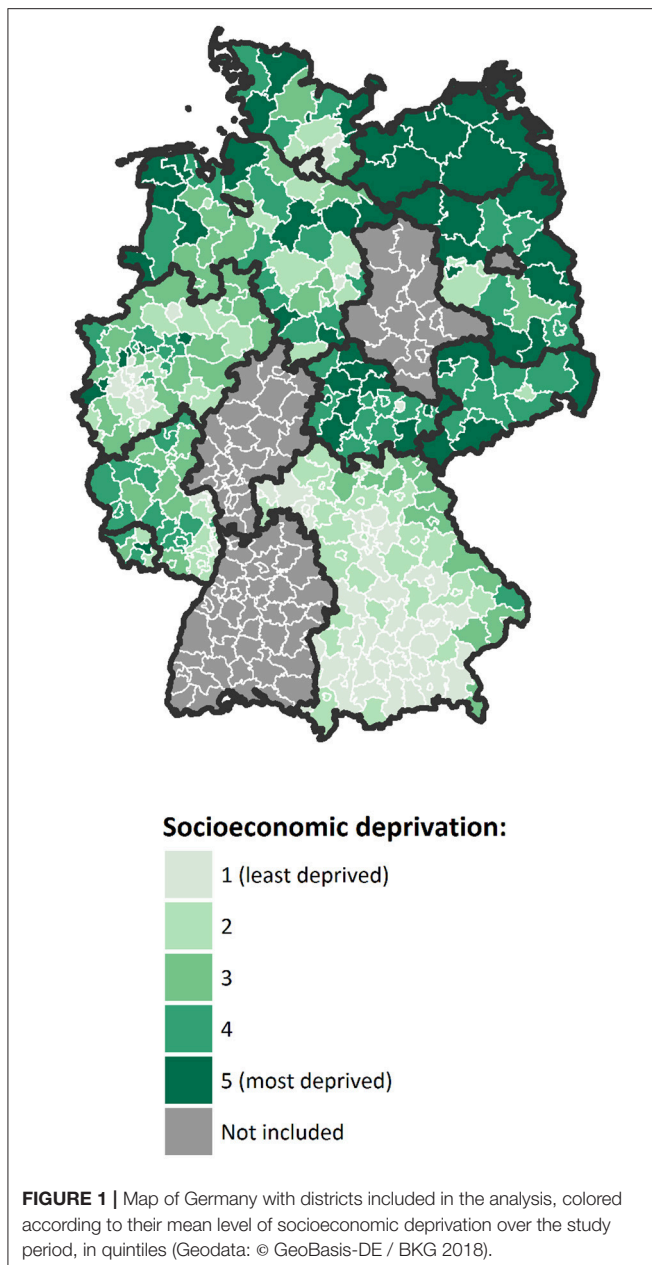 Socioeconomic deprivation:
1 (least deprived)
2
3
4
5 (most deprived)
Not included
FIGURE 1 | Map of Germany with districts included in the analysis, colored
according to their mean level of socioeconomic deprivation over the study
period, in quintiles (Geodata: © GeoBasis-DE / BKG 2018).